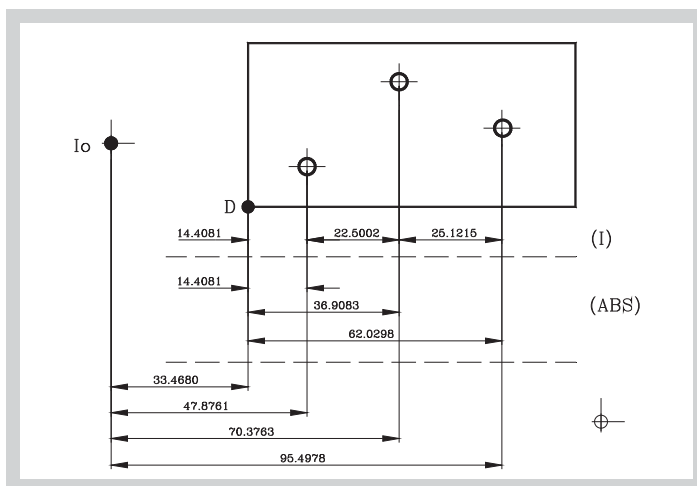 Io
D
14.4081 22.5002 25.1215 (I)
14.4081
36.9083 (ABS)
62.0298
33.4680
47.8761
70.3763
95.4978